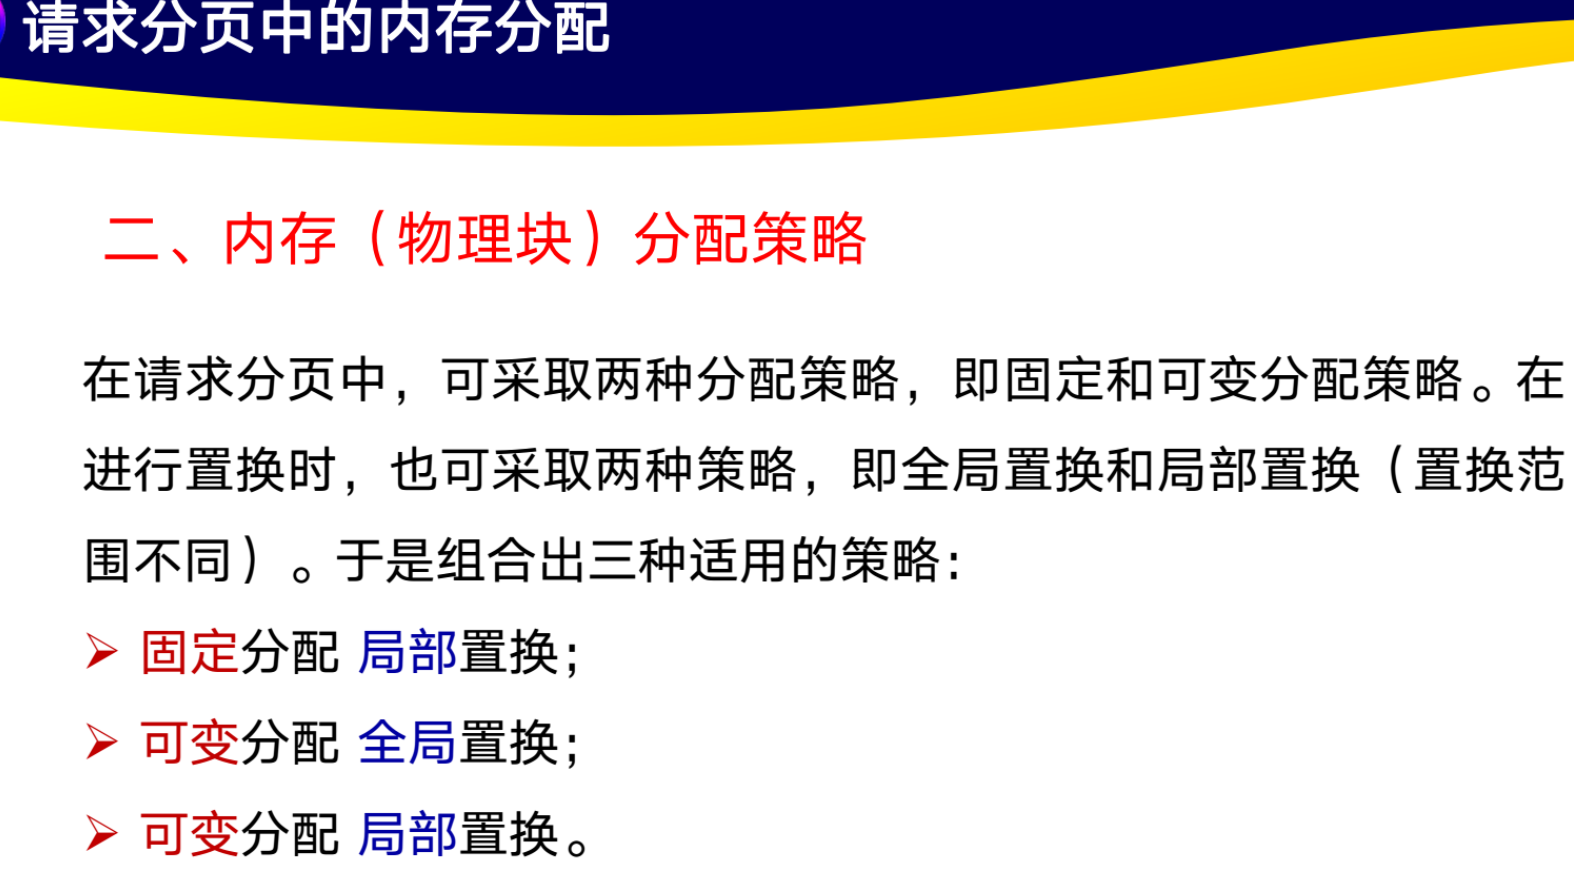 请求分页中的内存分配
二、内存（物理块）分配策略
在请求分页中，可采取两种分配策略，即固定和可变分配策略。在
进行置换时，也可采取两种策略，即全局置换和局部置换（置换范
围不同）。于是组合出三种适用的策略：
➢ 固定分配 局部置换；
➢ 可变分配 全局置换；
➢ 可变分配 局部置换。